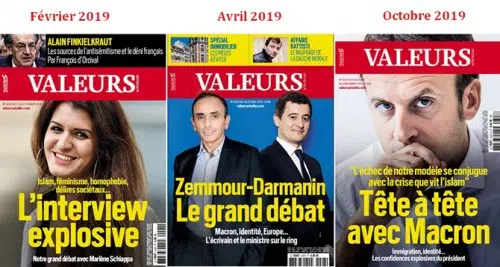 Février 2019
Avril 2019
Octobre 2019
ALAIN FINKIELKRAUT
Les sources de l'antisémitisme et le déni français
Par François d'Orcival
VALEURS
Islam, féminisme, homophobie,
délires sociétaux...
L'interview
explosive
Notre grand débat avec Marlène Schiappa
SPÉCIAL
IMMOBILIER
LES PIÈGES
À ÉVITER
AFFAIRE
BATTISTI
LE NAUFRAGE DE
LA GAUCHE MORALE
VALEURS
Zemmour-Darmanin
Le grand débat
Macron, Identité, Europe...
L'écrivain et le ministre sur le ring
VALEURS
"L'échec de notre modèle se conjugue
avec la crise que vit l'islam"
Tête à tête
avec Macron
Immigration, identité...
Les confidences explosives du président